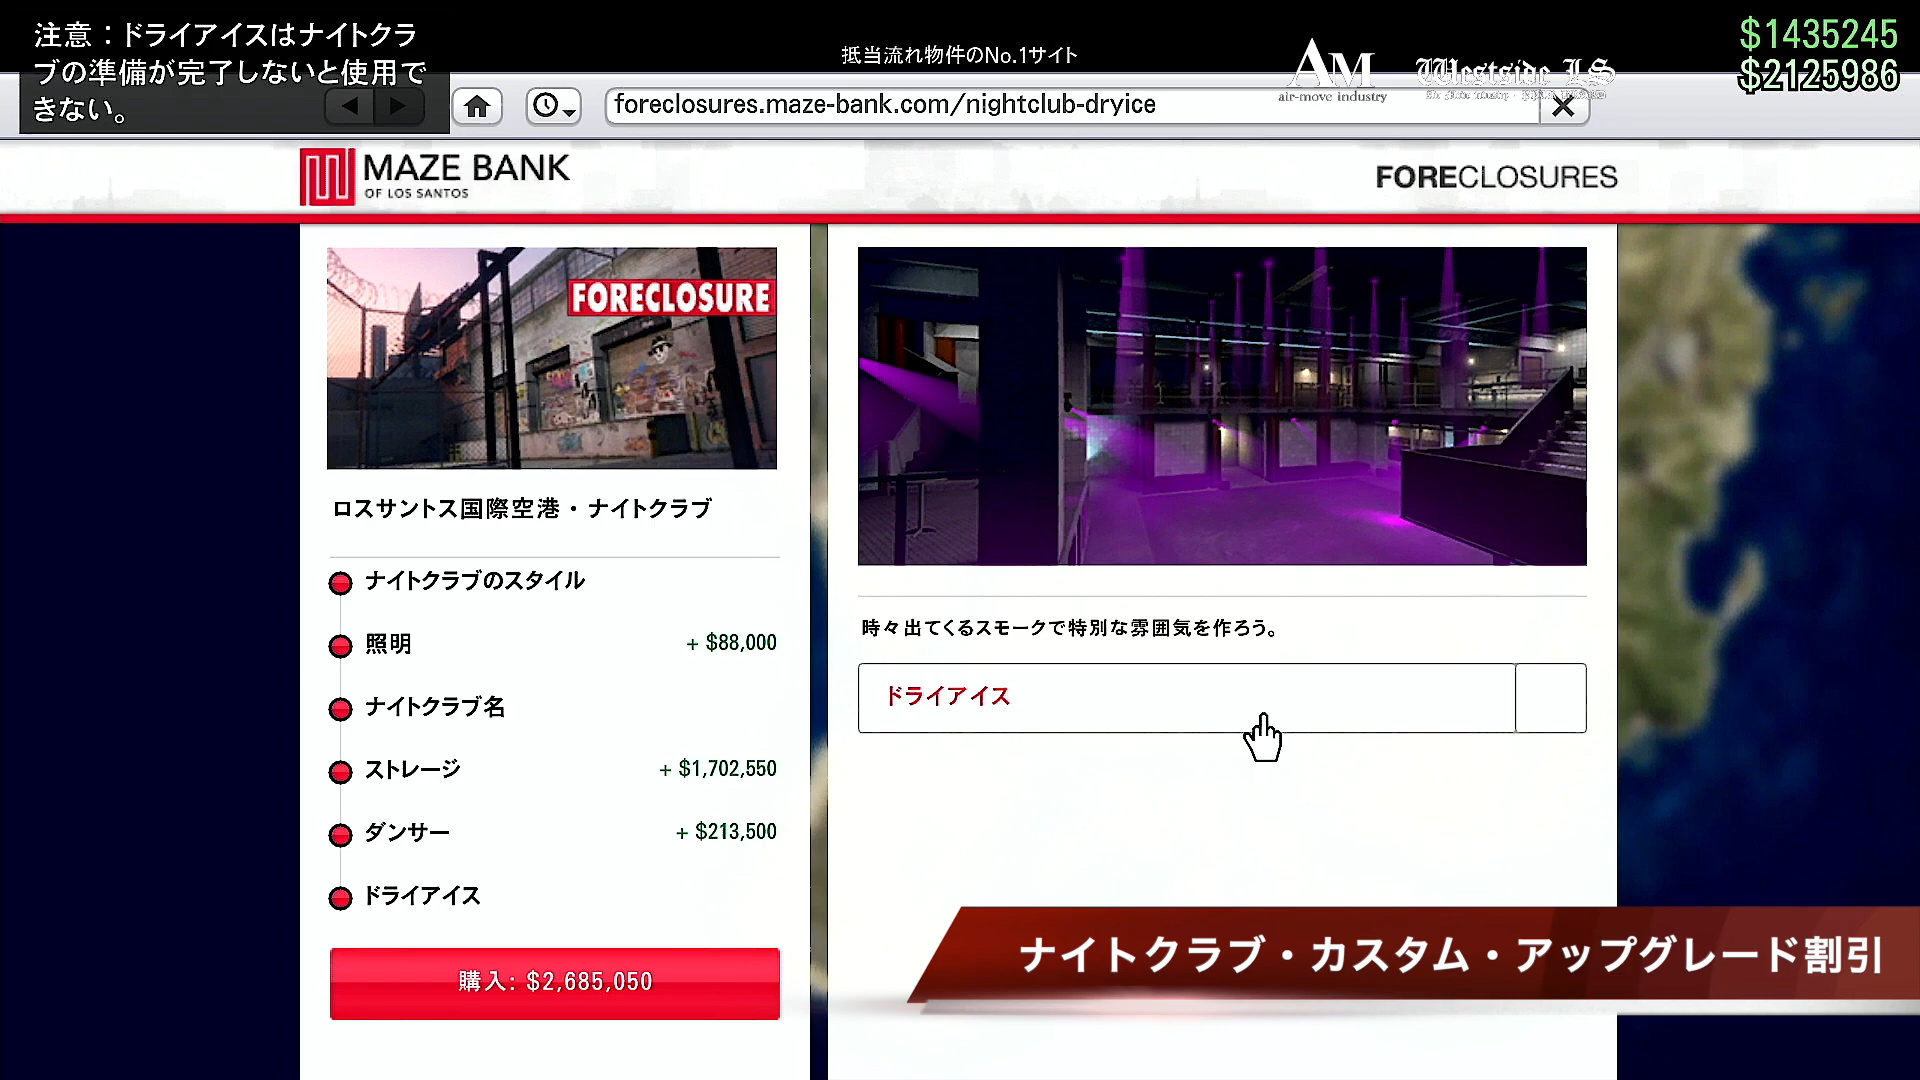 注意：ドライアイスはナイトクラ
ブの準備が完了しないと使用で
きない。
抵当流れ物件のNo.1サイト
AM
air-move industry
Westside LS
$1435245
$2125986
foreclosures.maze-bank.com/nightclub-dryice
MAZE BANK
OF LOS SANTOS
FORECLOSURES
FORECLOSURE
ロスサントス国際空港・ナイトクラブ
ナイトクラブのスタイル
照明 + $88,000
ナイトクラブ名
ストレージ + $1,702,550
ダンサー + $213,500
ドライアイス
購入: $2,685,050
時々出てくるスモークで特別な雰囲気を作ろう。
ドライアイス
ナイトクラブ・カスタム・アップグレード割引